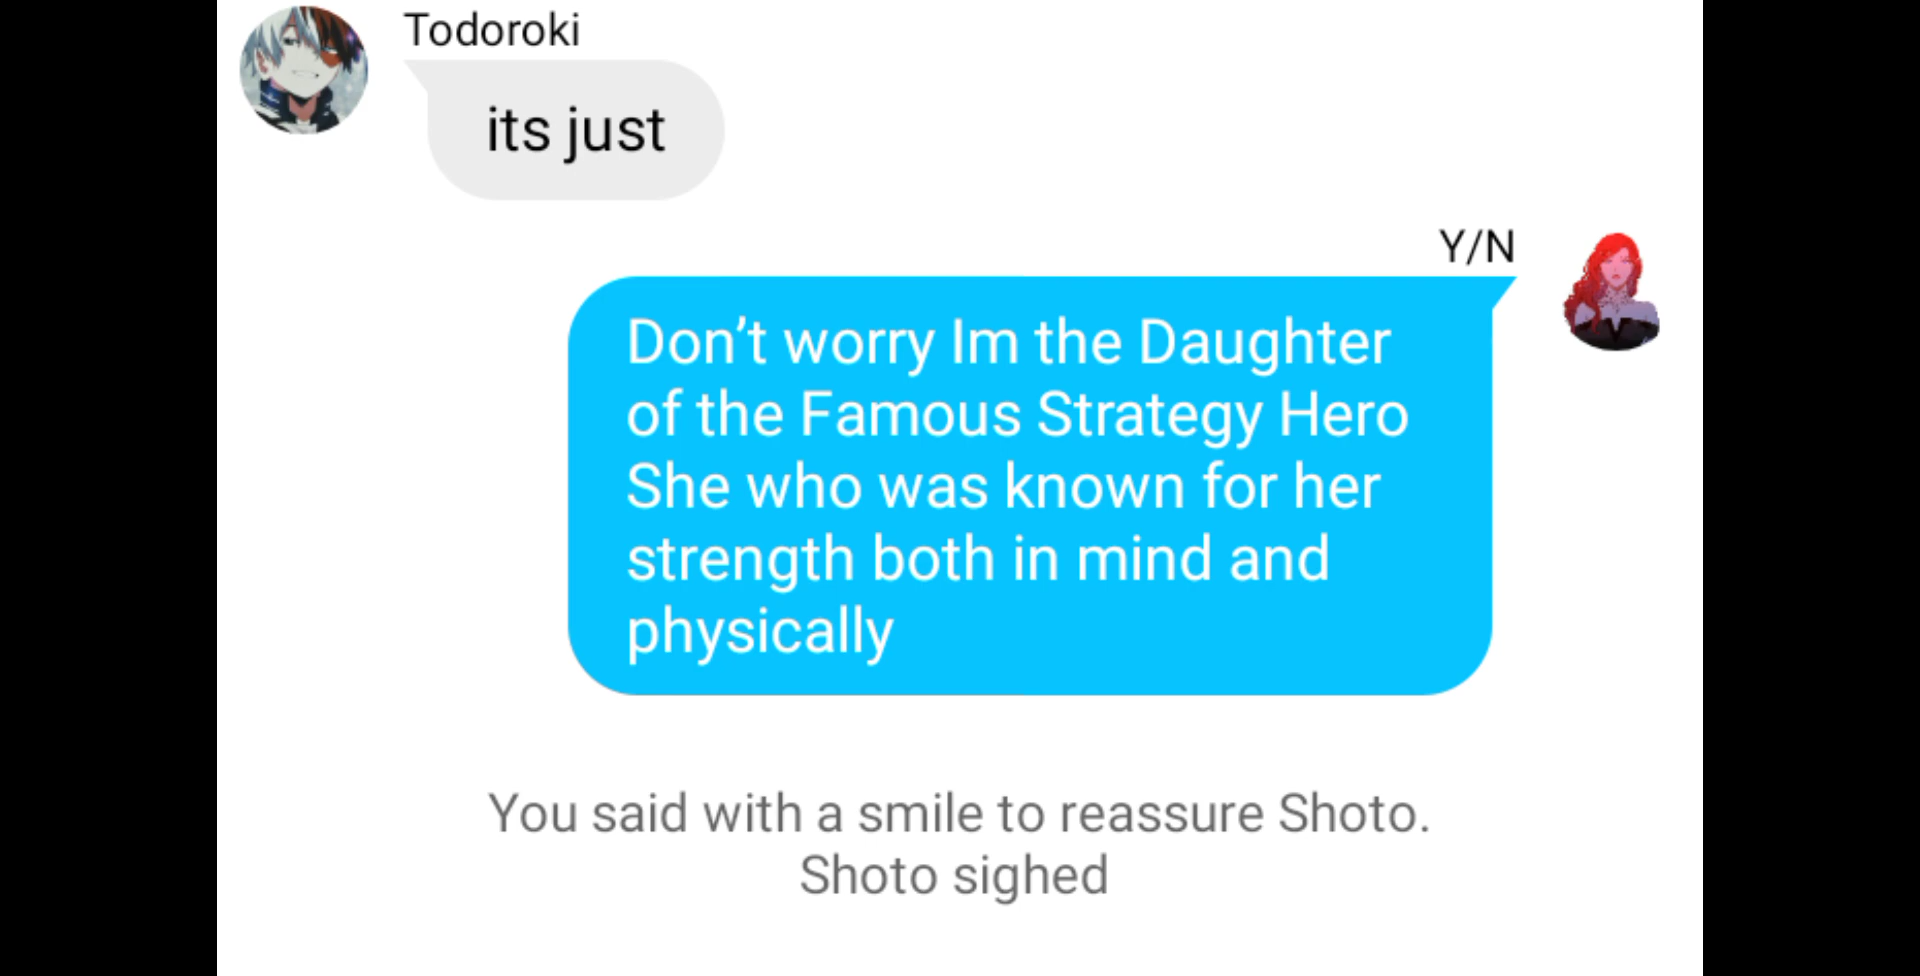 Todoroki
its just
Y/N
Don’t worry Im the Daughter
of the Famous Strategy Hero
She who was known for her
strength both in mind and
physically
You said with a smile to reassure Shoto.
Shoto sighed